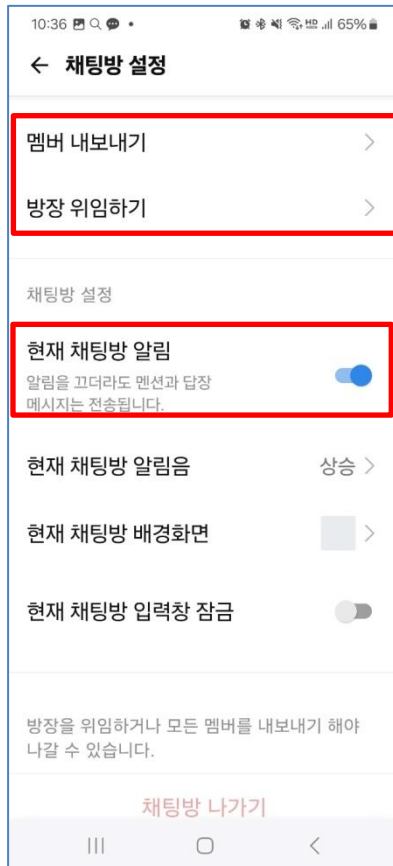 10:36 65%
← 채팅방 설정
멤버 내보내기
방장 위임하기
채팅방 설정
현재 채팅방 알림
알림을 끄더라도 멘션과 답장
메시지는 전송됩니다.
현재 채팅방 알림음 상승
현재 채팅방 배경화면
현재 채팅방 입력창 잠금
방장을 위임하거나 모든 멤버를 내보내기 해야
나갈 수 있습니다.
채팅방 나가기